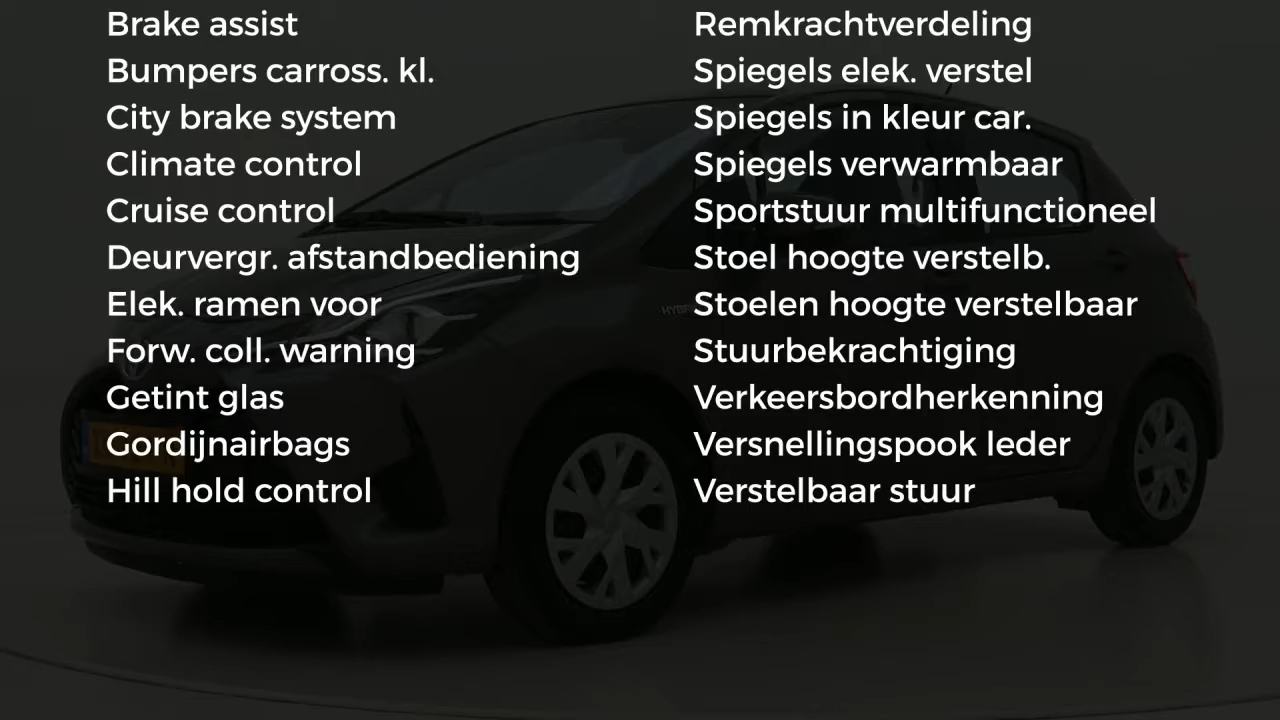 Brake assist
Bumpers carross. kl.
City brake system
Climate control
Cruise control
Deurvergr. afstandbediening
Elek. ramen voor
Forw. coll. warning
Getint glas
Gordijnairbags
Hill hold control
Remkrachtverdeling
Spiegels elek. verstel
Spiegels in kleur car.
Spiegels verwarmbaar
Sportstuur multifunctioneel
Stoel hoogte verstelb.
Stoelen hoogte verstelbaar
Stuurbekrachtiging
Verkeersbordherkenning
Versnellingspook leder
Verstelbaar stuur